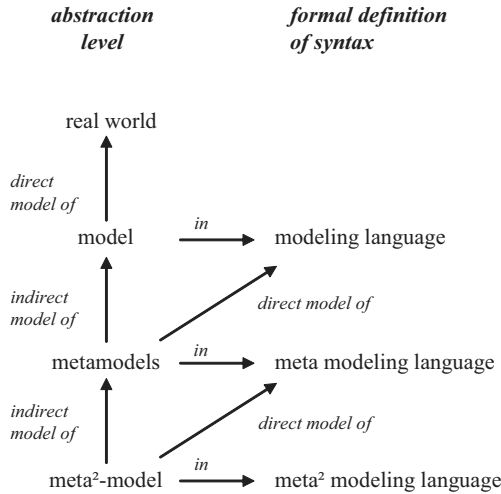 abstraction
level
formal definition
of syntax
real world
direct
model of
model
in
modeling language
indirect
model of
direct model of
metamodels
in
meta modeling language
indirect
model of
direct model of
meta²-model
in
meta² modeling language